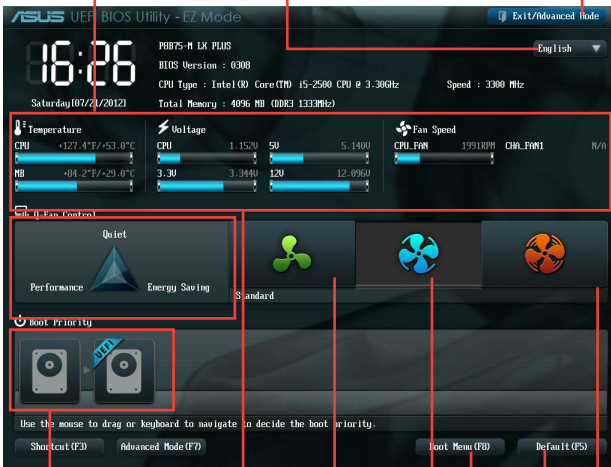 ASUS UEFI BIOS Utility - EZ Mode
Exit/Advanced Mode
16:26
Saturday[07/21/2012]
P8B75-M LX PLUS
BIOS Version : 0308
CPU Type : Intel(R) Core(TM) i5-2500 CPU @ 3.30GHz
Speed : 3300 MHz
Total Memory : 4096 MB (DDR3 1333MHz)
English
Temperature
CPU +127.4°F/+53.0°C
MB +84.2°F/+29.0°C
Voltage
CPU 1.152V 5V 5.140V
3.3V 3.344V 12V 12.096V
Fan Speed
CPU_FAN 1991RPM CHA_FAN1 N/A
Q-Fan Control
Quiet
Performance
Energy Saving
Standard
Boot Priority
UEFI
Use the mouse to drag or keyboard to navigate to decide the boot priority.
Shortcut(F3)
Advanced Mode(F7)
Boot Menu(F8)
Default(F5)